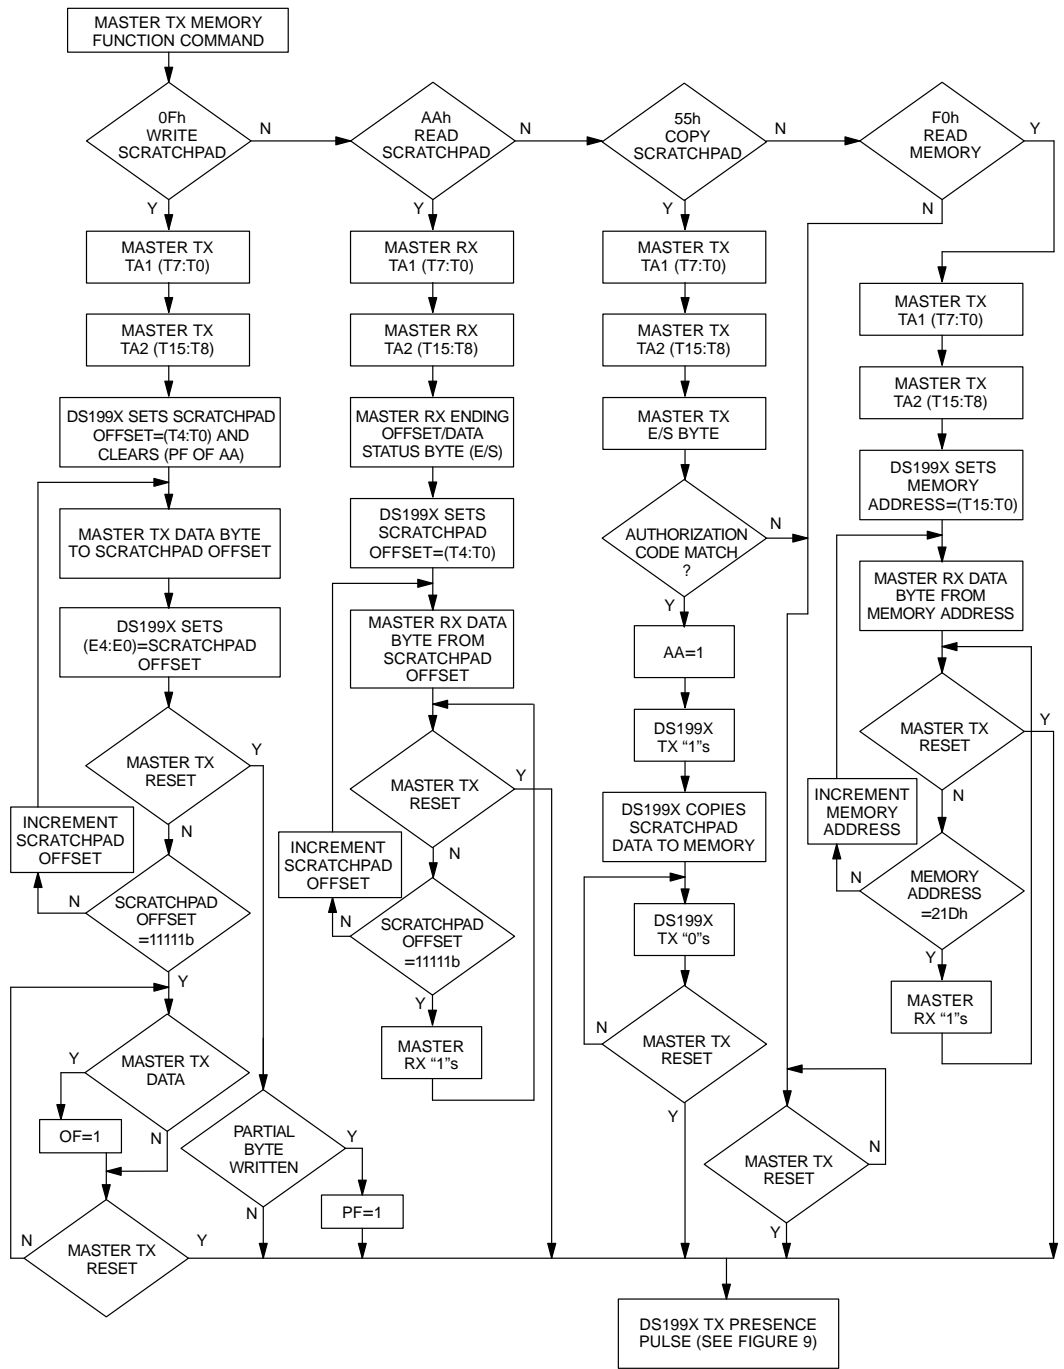 MASTER TX MEMORY
FUNCTION COMMAND
0Fh
WRITE
SCRATCHPAD
N
Y
AAh
READ
SCRATCHPAD
N
Y
55h
COPY
SCRATCHPAD
N
Y
F0h
READ
MEMORY
Y
N
MASTER TX
TA1 (T7:T0)
MASTER TX
TA2 (T15:T8)
DS199X SETS SCRATCHPAD
OFFSET=(T4:T0) AND
CLEARS (PF OF AA)
MASTER TX DATA BYTE
TO SCRATCHPAD OFFSET
DS199X SETS
(E4:E0)=SCRATCHPAD
OFFSET
MASTER TX
RESET
Y
N
INCREMENT
SCRATCHPAD
OFFSET
N
SCRATCHPAD
OFFSET
=11111b
Y
MASTER TX
DATA
Y
N
OF=1
MASTER TX
RESET
N
Y
PARTIAL
BYTE
WRITTEN
Y
N
PF=1
MASTER RX
TA1 (T7:T0)
MASTER RX
TA2 (T15:T8)
MASTER RX ENDING
OFFSET/DATA
STATUS BYTE (E/S)
DS199X SETS
SCRATCHPAD
OFFSET=(T4:T0)
MASTER RX DATA
BYTE FROM
SCRATCHPAD
OFFSET
MASTER TX
RESET
Y
N
INCREMENT
SCRATCHPAD
OFFSET
N
SCRATCHPAD
OFFSET
=11111b
Y
MASTER
RX “1”s
MASTER TX
TA1 (T7:T0)
MASTER TX
TA2 (T15:T8)
MASTER TX
E/S BYTE
AUTHORIZATION
CODE MATCH
?
N
Y
AA=1
DS199X
TX “1”s
DS199X COPIES
SCRATCHPAD
DATA TO MEMORY
DS199X
TX “0”s
MASTER TX
RESET
N
Y
MASTER TX
RESET
N
Y
MASTER TX
TA1 (T7:T0)
MASTER TX
TA2 (T15:T8)
DS199X SETS
MEMORY
ADDRESS=(T15:T0)
MASTER RX DATA
BYTE FROM
MEMORY ADDRESS
MASTER TX
RESET
Y
N
INCREMENT
MEMORY
ADDRESS
N
MEMORY
ADDRESS
=21Dh
Y
MASTER
RX “1”s
DS199X TX PRESENCE
PULSE (SEE FIGURE 9)